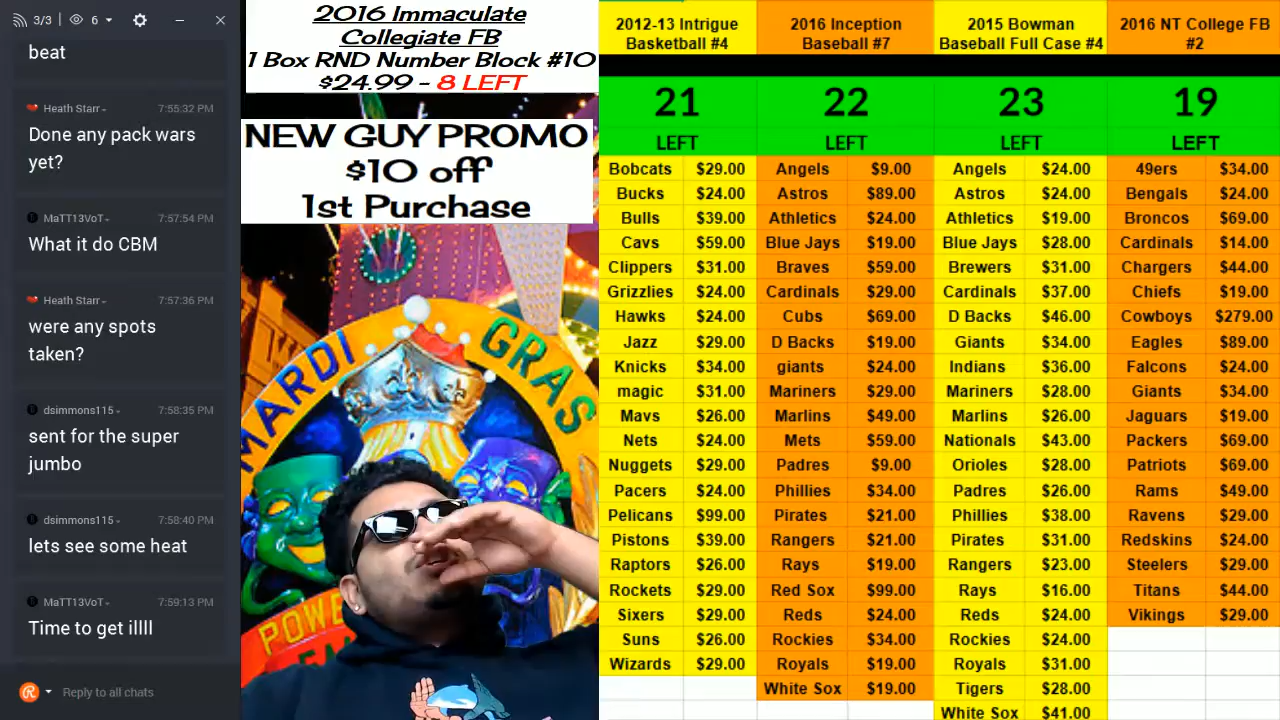 3/3
6
beat
Heath Starr
7:55:32 PM
Done any pack wars
yet?
MaTT13VoT
7:57:54 PM
What it do CBM
Heath Starr
7:57:36 PM
were any spots
taken?
dsimmons115
7:58:35 PM
sent for the super
jumbo
dsimmons115
7:58:40 PM
lets see some heat
MaTT13VoT
7:59:13 PM
Time to get illll
Reply to all chats
2016 Immaculate
Collegiate FB
1 Box RND Number Block #10
$24.99 - 8 LEFT
NEW GUY PROMO
$10 off
1st Purchase
MARDI GRAS
POWE
2012-13 Intrigue
Basketball #4
21
LEFT
Bobcats $29.00
Bucks $24.00
Bulls $39.00
Cavs $59.00
Clippers $31.00
Grizzlies $24.00
Hawks $24.00
Jazz $29.00
Knicks $34.00
magic $31.00
Mavs $26.00
Nets $24.00
Nuggets $29.00
Pacers $24.00
Pelicans $99.00
Pistons $39.00
Raptors $26.00
Rockets $29.00
Sixers $29.00
Suns $26.00
Wizards $29.00
2016 Inception
Baseball #7
22
LEFT
Angels $9.00
Astros $89.00
Athletics $24.00
Blue Jays $19.00
Braves $59.00
Cardinals $29.00
Cubs $69.00
D Backs $19.00
giants $24.00
Mariners $29.00
Marlins $49.00
Mets $59.00
Padres $9.00
Phillies $34.00
Pirates $21.00
Rangers $21.00
Rays $19.00
Red Sox $99.00
Reds $24.00
Rockies $34.00
Royals $19.00
White Sox $19.00
2015 Bowman
Baseball Full Case #4
23
LEFT
Angels $24.00
Astros $24.00
Athletics $19.00
Blue Jays $28.00
Brewers $31.00
Cardinals $37.00
D Backs $46.00
Giants $34.00
Indians $36.00
Mariners $28.00
Marlins $26.00
Nationals $43.00
Orioles $28.00
Padres $26.00
Phillies $38.00
Pirates $31.00
Rangers $23.00
Rays $16.00
Reds $24.00
Rockies $24.00
Royals $31.00
Tigers $28.00
White Sox $41.00
2016 NT College FB
#2
19
LEFT
49ers $34.00
Bengals $24.00
Broncos $69.00
Cardinals $14.00
Chargers $44.00
Chiefs $19.00
Cowboys $279.00
Eagles $89.00
Falcons $24.00
Giants $34.00
Jaguars $19.00
Packers $69.00
Patriots $69.00
Rams $49.00
Ravens $29.00
Redskins $24.00
Steelers $29.00
Titans $44.00
Vikings $29.00